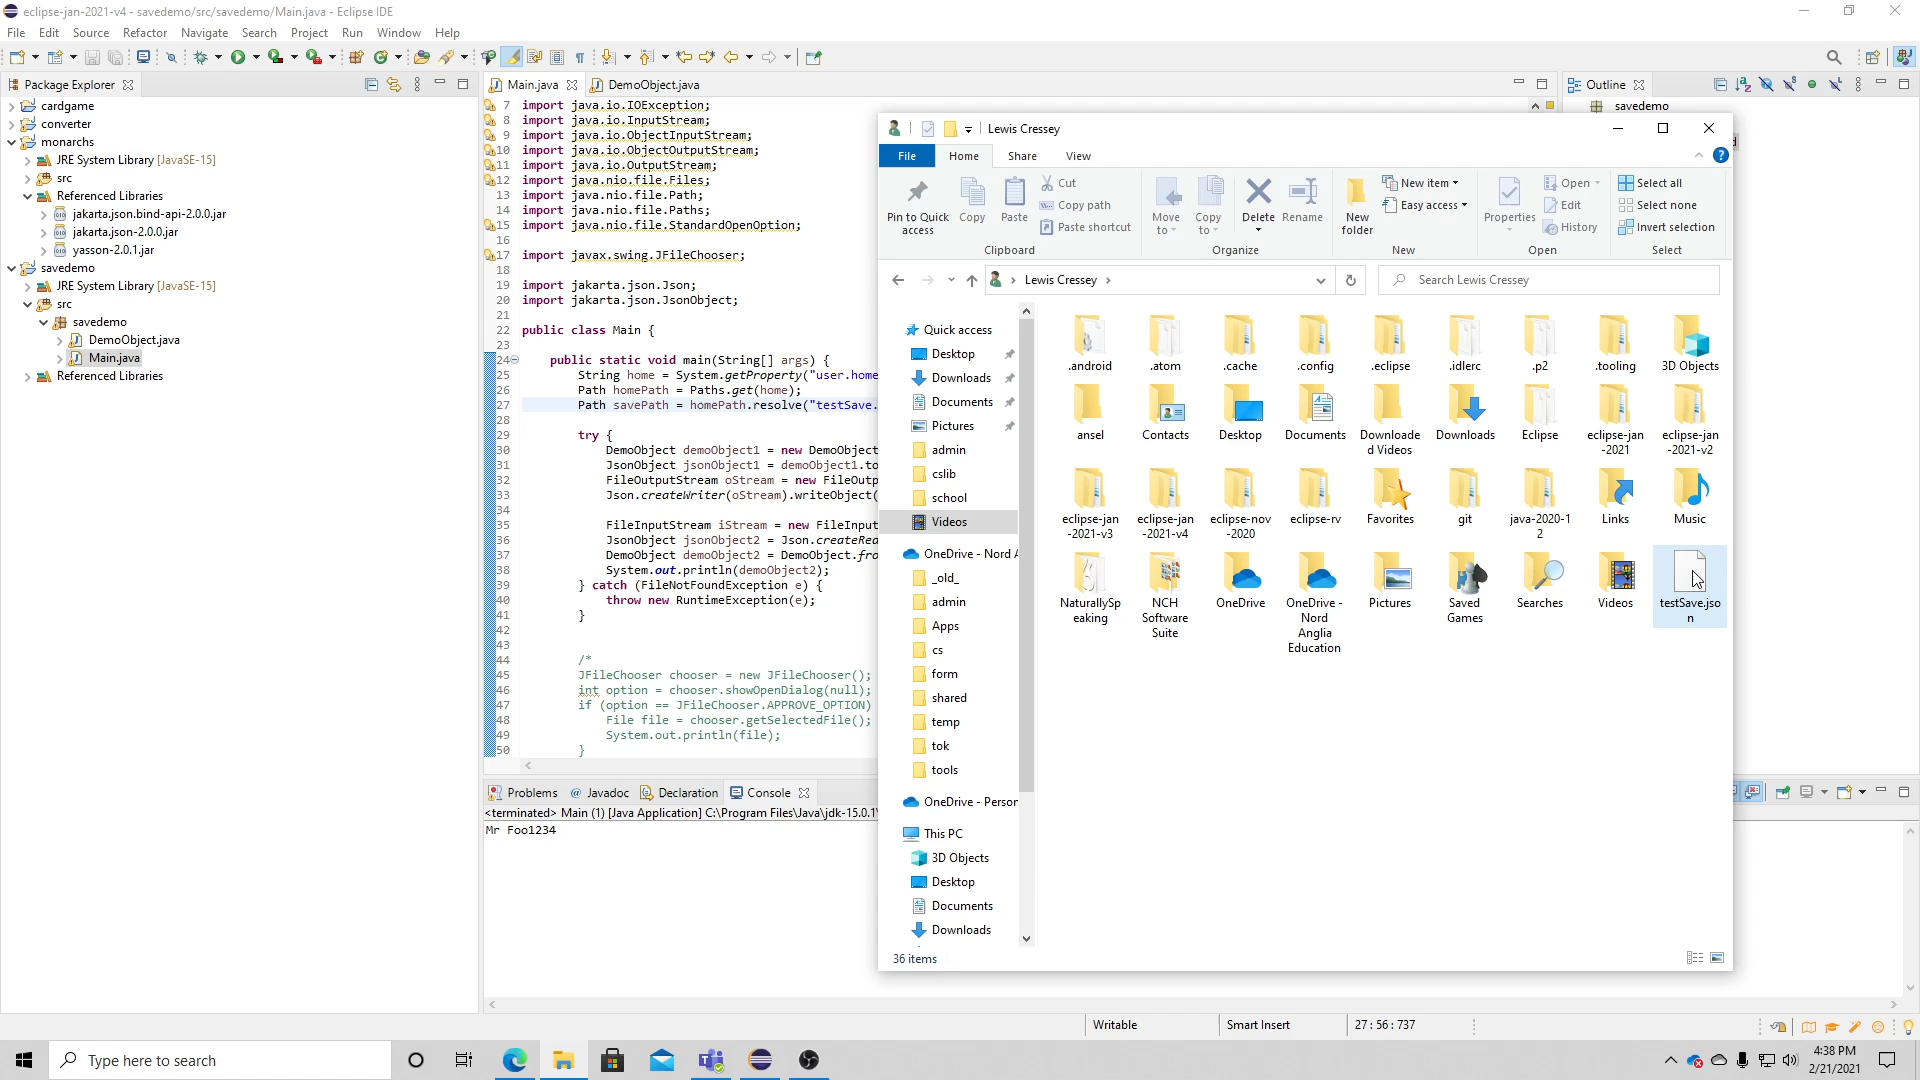 eclipse-jan-2021-v4 - savedemo/src/savedemo/Main.java - Eclipse IDE
File Edit Source Refactor Navigate Search Project Run Window Help
Package Explorer
cardgame
converter
monarchs
JRE System Library [JavaSE-15]
src
Referenced Libraries
jakarta.json.bind-api-2.0.0.jar
jakarta.json-2.0.0.jar
yasson-2.0.1.jar
savedemo
JRE System Library [JavaSE-15]
src
savedemo
DemoObject.java
Main.java
Referenced Libraries
Main.java DemoObject.java
7 import java.io.IOException;
8 import java.io.InputStream;
9 import java.io.ObjectInputStream;
10 import java.io.ObjectOutputStream;
11 import java.io.OutputStream;
12 import java.nio.file.Files;
13 import java.nio.file.Path;
14 import java.nio.file.Paths;
15 import java.nio.file.StandardOpenOption;
16
17 import javax.swing.JFileChooser;
18
19 import jakarta.json.Json;
20 import jakarta.json.JsonObject;
21
22 public class Main {
23
24 public static void main(String[] args) {
25 String home = System.getProperty("user.home
26 Path homePath = Paths.get(home);
27 Path savePath = homePath.resolve("testSave.
28
29 try {
30 DemoObject demoObject1 = new DemoObject
31 JsonObject jsonObject1 = demoObject1.to
32 FileOutputStream oStream = new FileOutp
33 Json.createWriter(oStream).writeObject(
34
35 FileInputStream iStream = new FileInput
36 JsonObject jsonObject2 = Json.createRea
37 DemoObject demoObject2 = DemoObject.fro
38 System.out.println(demoObject2);
39 } catch (FileNotFoundException e) {
40 throw new RuntimeException(e);
41 }
42
43
44 /*
45 JFileChooser chooser = new JFileChooser();
46 int option = chooser.showOpenDialog(null);
47 if (option == JFileChooser.APPROVE_OPTION)
48 File file = chooser.getSelectedFile();
49 System.out.println(file);
50 }
Problems Javadoc Declaration Console
<terminated> Main (1) [Java Application] C:\Program Files\Java\jdk-15.0.1\
Mr Foo1234
Outline
savedemo
Lewis Cressey
File Home Share View
Pin to Quick access
Copy
Paste
Cut
Copy path
Paste shortcut
Clipboard
Move to
Copy to
Delete
Rename
Organize
New folder
New item
Easy access
New
Properties
Open
Edit
History
Open
Select all
Select none
Invert selection
Select
Lewis Cressey
Search Lewis Cressey
Quick access
Desktop
Downloads
Documents
Pictures
admin
cslib
school
Videos
OneDrive - Nord A
_old_
admin
Apps
cs
form
shared
temp
tok
tools
OneDrive - Person
This PC
3D Objects
Desktop
Documents
Downloads
.android .atom .cache .config .eclipse .idlerc .p2 .tooling 3D Objects
ansel Contacts Desktop Documents Downloaded Videos Downloads Eclipse eclipse-jan-2021 eclipse-jan-2021-v2
eclipse-jan-2021-v3 eclipse-jan-2021-v4 eclipse-nov-2020 eclipse-rv Favorites git java-2020-12 Links Music
NaturallySpeaking NCH Software Suite OneDrive OneDrive - Nord Anglia Education Pictures Saved Games Searches Videos testSave.json
36 items
Writable Smart Insert 27 : 56 : 737
Type here to search
4:38 PM
2/21/2021